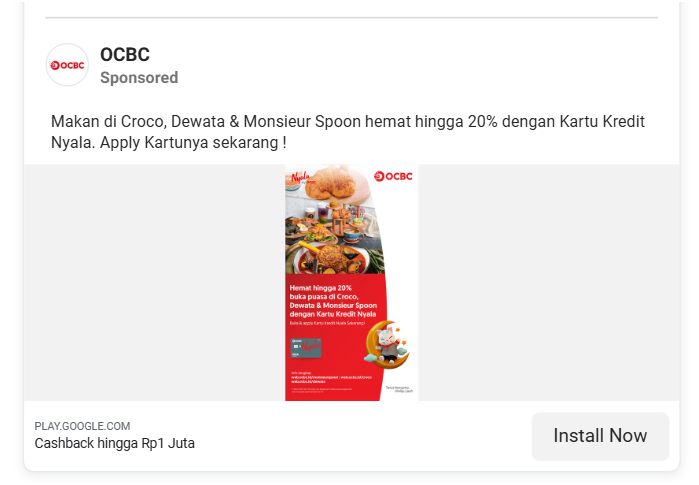 OCBC
OCBC
Sponsored
Makan di Croco, Dewata & Monsieur Spoon hemat hingga 20% dengan Kartu Kredit
Nyala. Apply Kartunya sekarang !
Nyala
OCBC
Hemat hingga 20%
buka puasa di Croco,
Dewata & Monsieur Spoon
dengan Kartu Kredit Nyala
Buka & apply Kartu Kredit Nyala Sekarang!
PLAY.GOOGLE.COM
Cashback hingga Rp1 Juta
Install Now